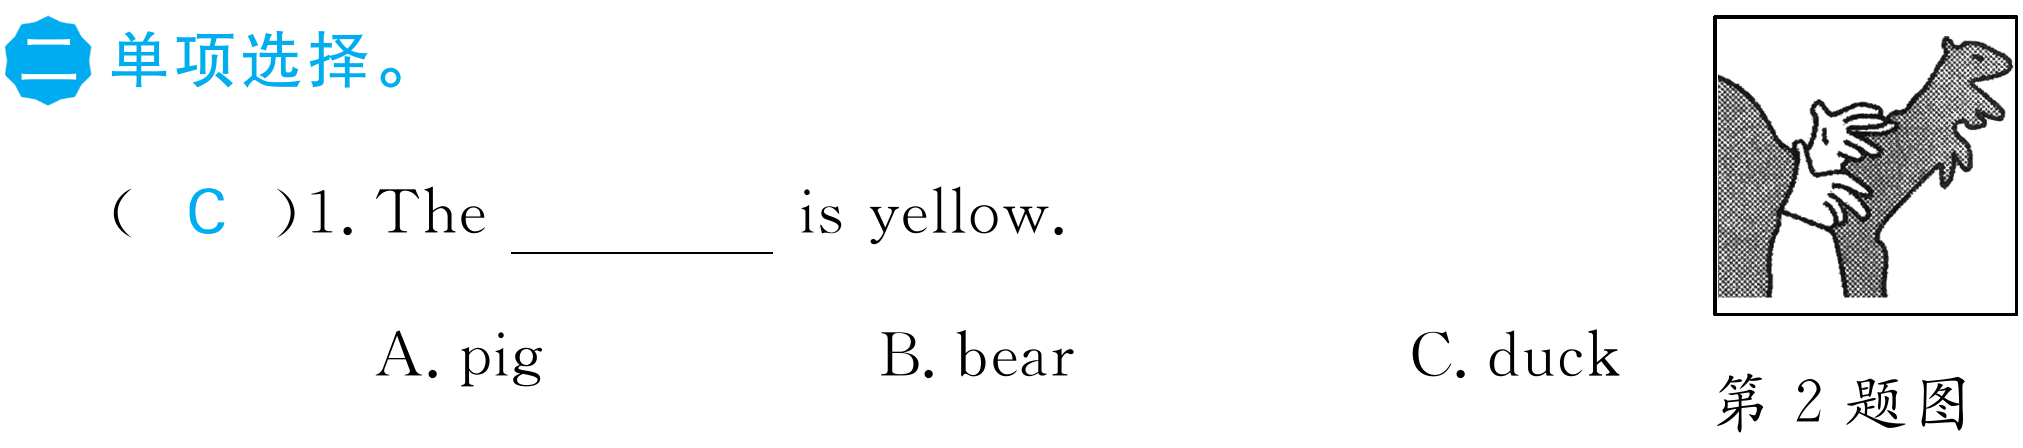 二 单项选择。
( C )1. The ________ is yellow.
A. pig B. bear C. duck
第 2 题图